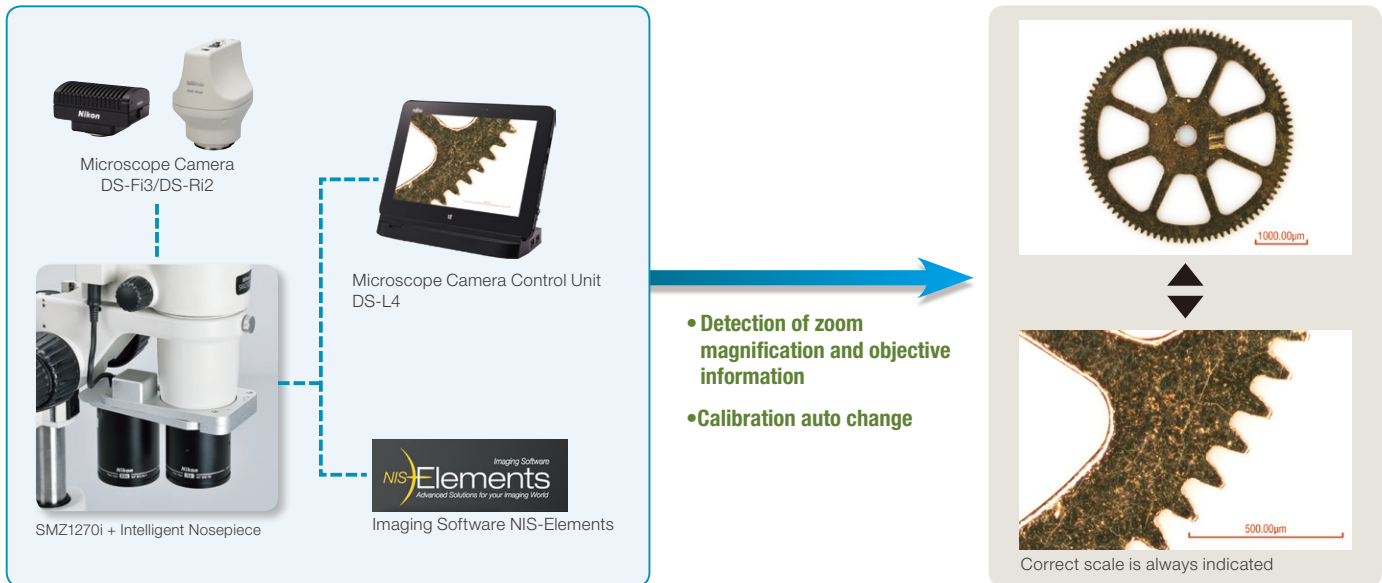 Nikon
Microscope Camera
DS-Fi3/DS-Ri2
Microscope Camera Control Unit
DS-L4
Nikon
Nikon
SMZ1270i + Intelligent Nosepiece
Imaging Software
NIS Elements
Advanced Solutions for your Imaging World
Imaging Software NIS-Elements
• Detection of zoom
magnification and objective
information
•Calibration auto change
1000.00µm
500.00µm
Correct scale is always indicated